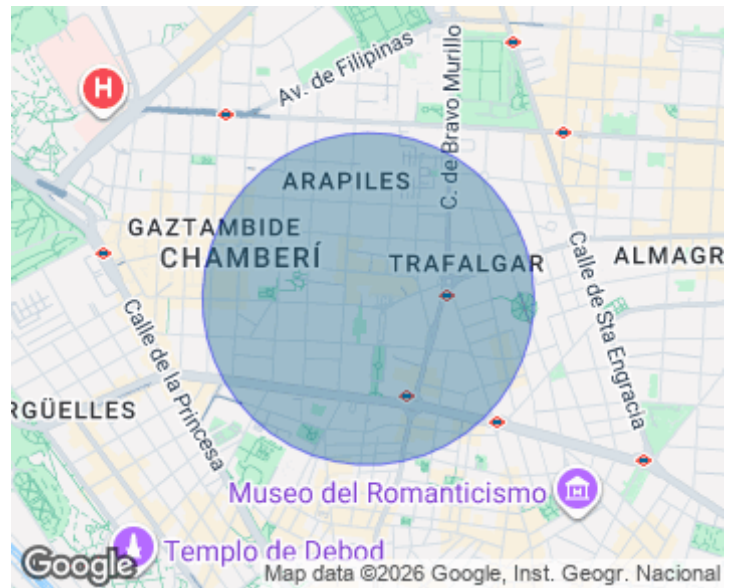 Av. de Filipinas
C. de Bravo Murillo
ARAPILES
GAZTAMBIDE
CHAMBERÍ
TRAFALGAR
ALMAGR
Calle de Sta Engracia
Calle de la Princesa
RGÜELLES
Museo del Romanticismo
Templo de Debod
Google
Map data ©2026 Google, Inst. Geogr. Nacional
H